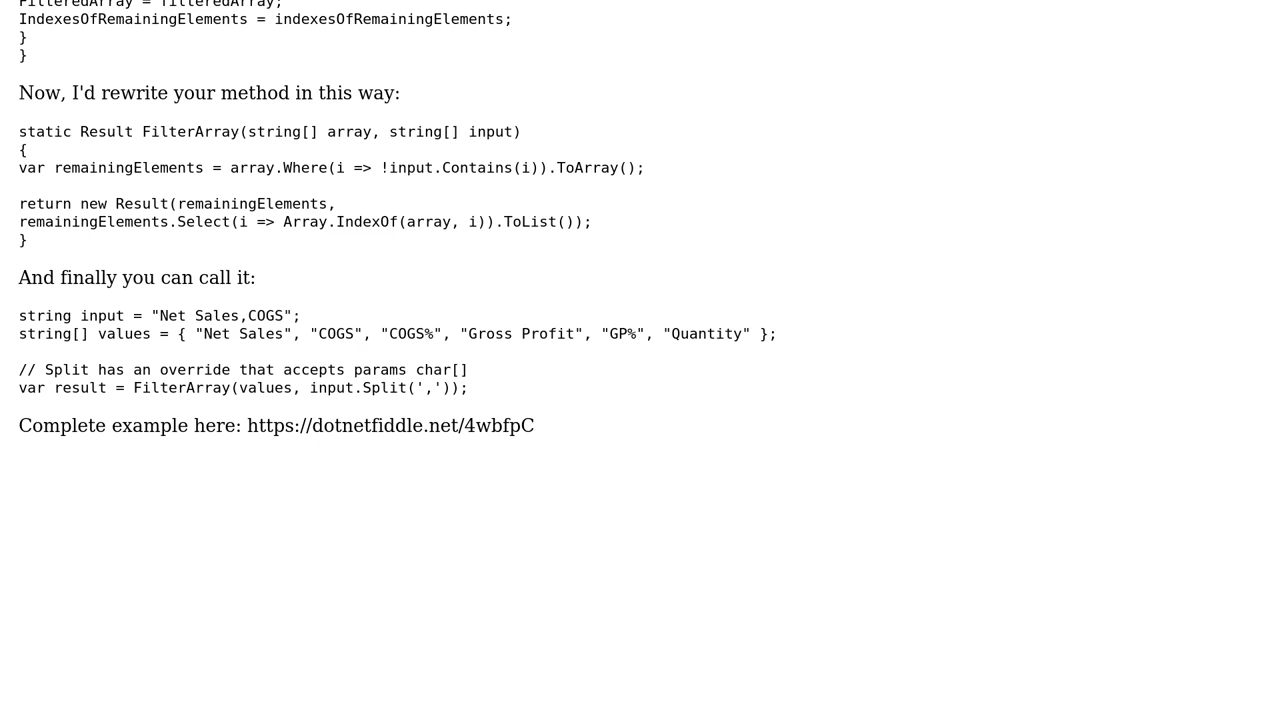 FilteredArray = filteredArray;
IndexesOfRemainingElements = indexesOfRemainingElements;
}
}
Now, I'd rewrite your method in this way:
static Result FilterArray(string[] array, string[] input)
{
var remainingElements = array.Where(i => !input.Contains(i)).ToArray();
return new Result(remainingElements,
remainingElements.Select(i => Array.IndexOf(array, i)).ToList());
}
And finally you can call it:
string input = "Net Sales,COGS";
string[] values = { "Net Sales", "COGS", "COGS%", "Gross Profit", "GP%", "Quantity" };
// Split has an override that accepts params char[]
var result = FilterArray(values, input.Split(','));
Complete example here: https://dotnetfiddle.net/4wbfpC